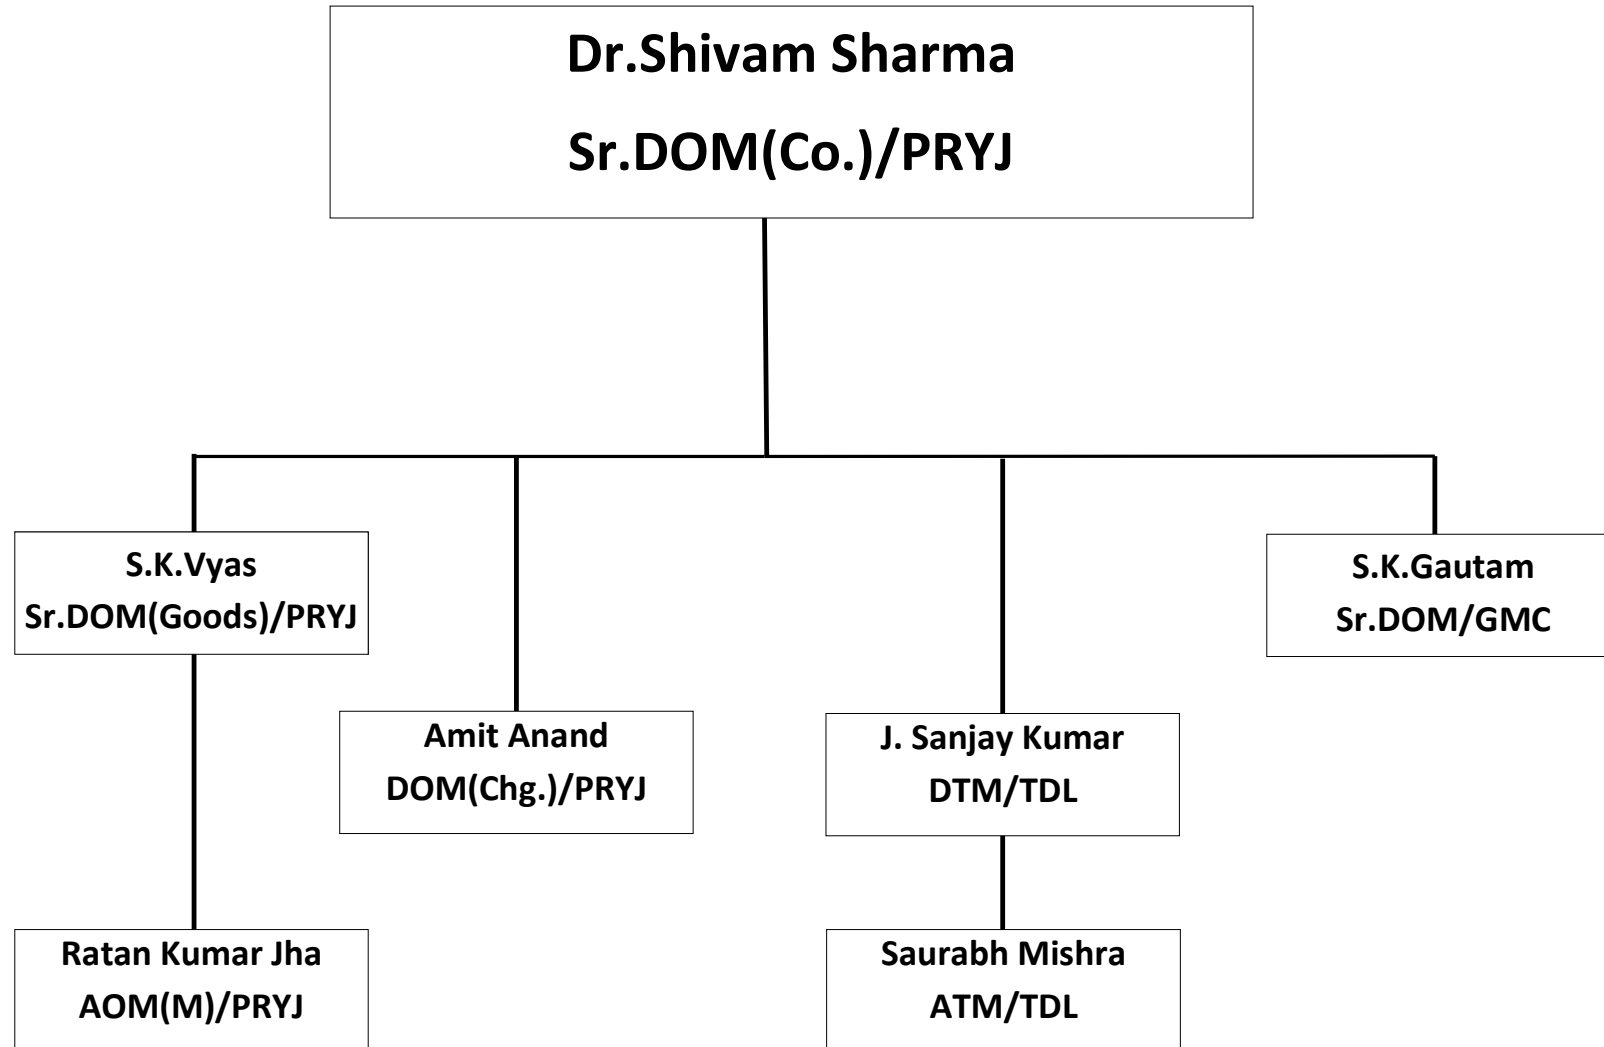 Dr.Shivam Sharma
Sr.DOM(Co.)/PRYJ
S.K.Vyas
Sr.DOM(Goods)/PRYJ
S.K.Gautam
Sr.DOM/GMC
Amit Anand
DOM(Chg.)/PRYJ
J. Sanjay Kumar
DTM/TDL
Ratan Kumar Jha
AOM(M)/PRYJ
Saurabh Mishra
ATM/TDL